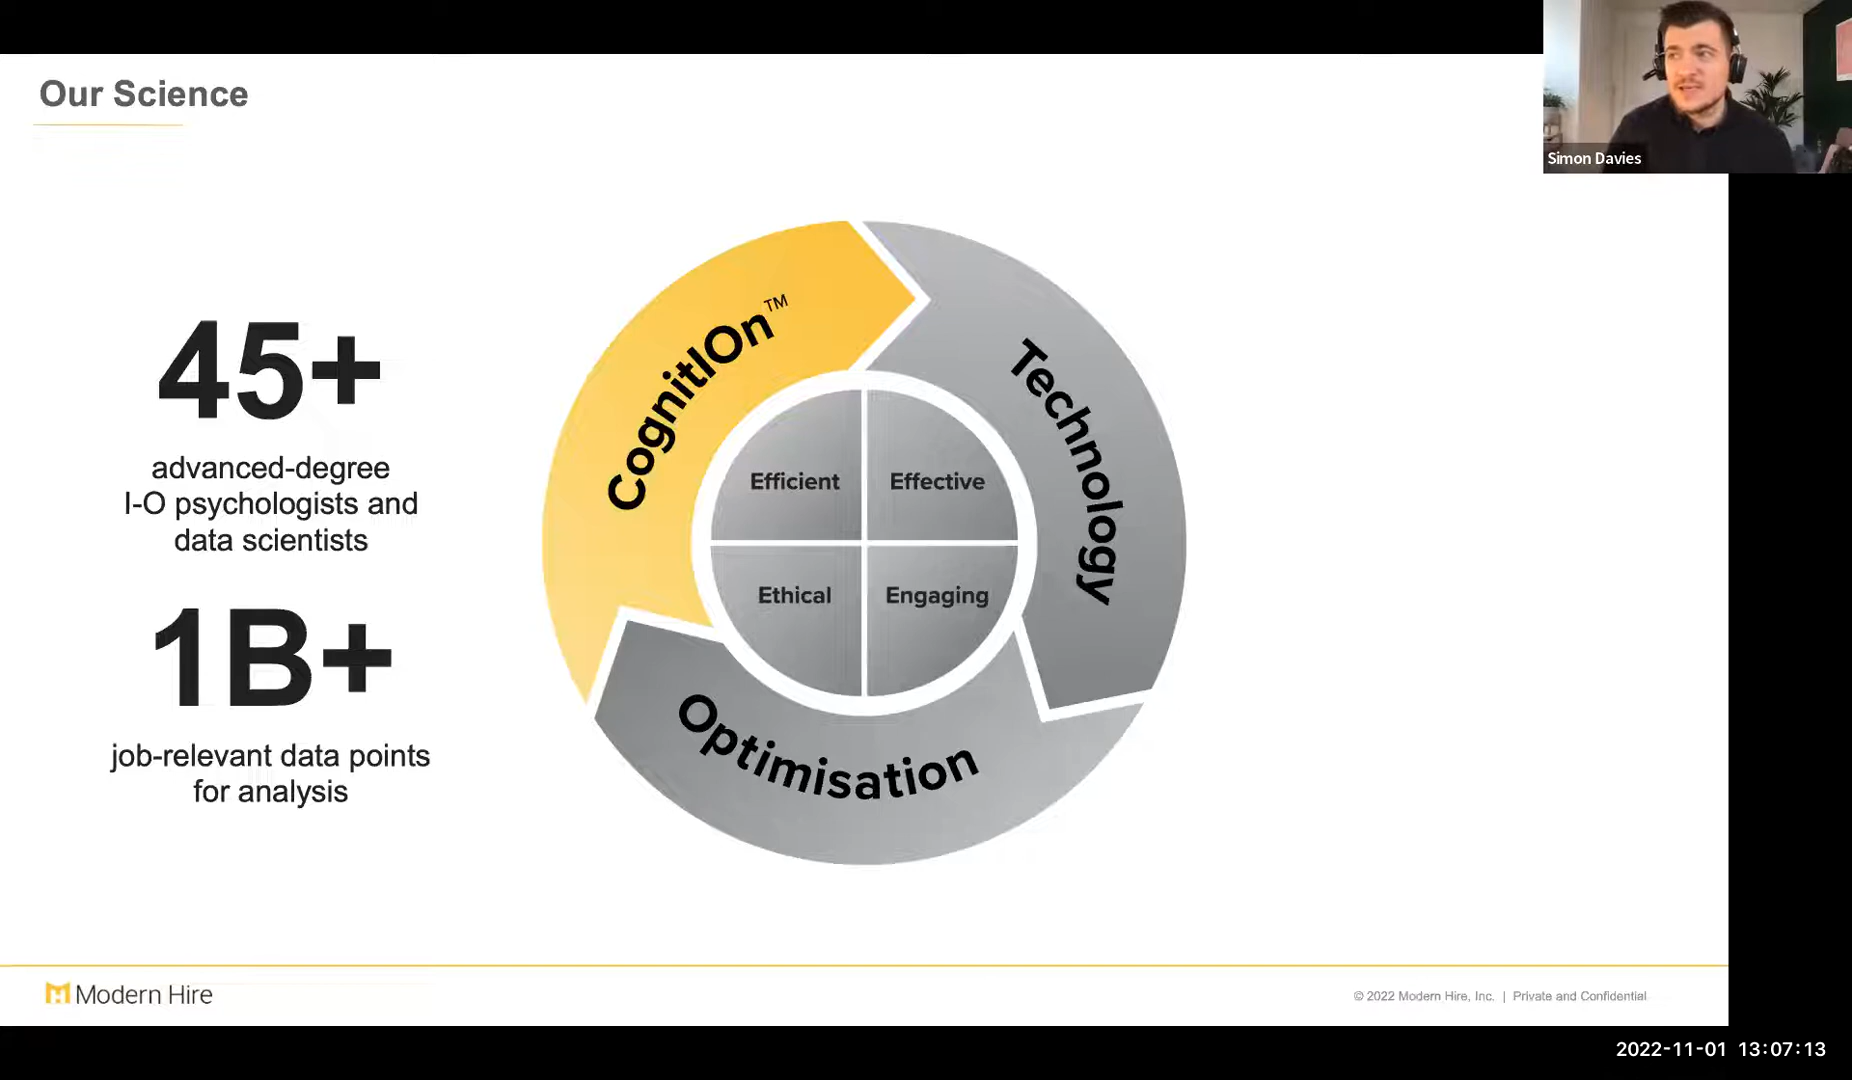 Our Science
Simon Davies
45+
advanced-degree
I-O psychologists and
data scientists
1B+
job-relevant data points
for analysis
CognitIOn™
Technology
Optimisation
Efficient
Effective
Ethical
Engaging
Modern Hire
© 2022 Modern Hire, Inc. | Private and Confidential
2022-11-01 13:07:13